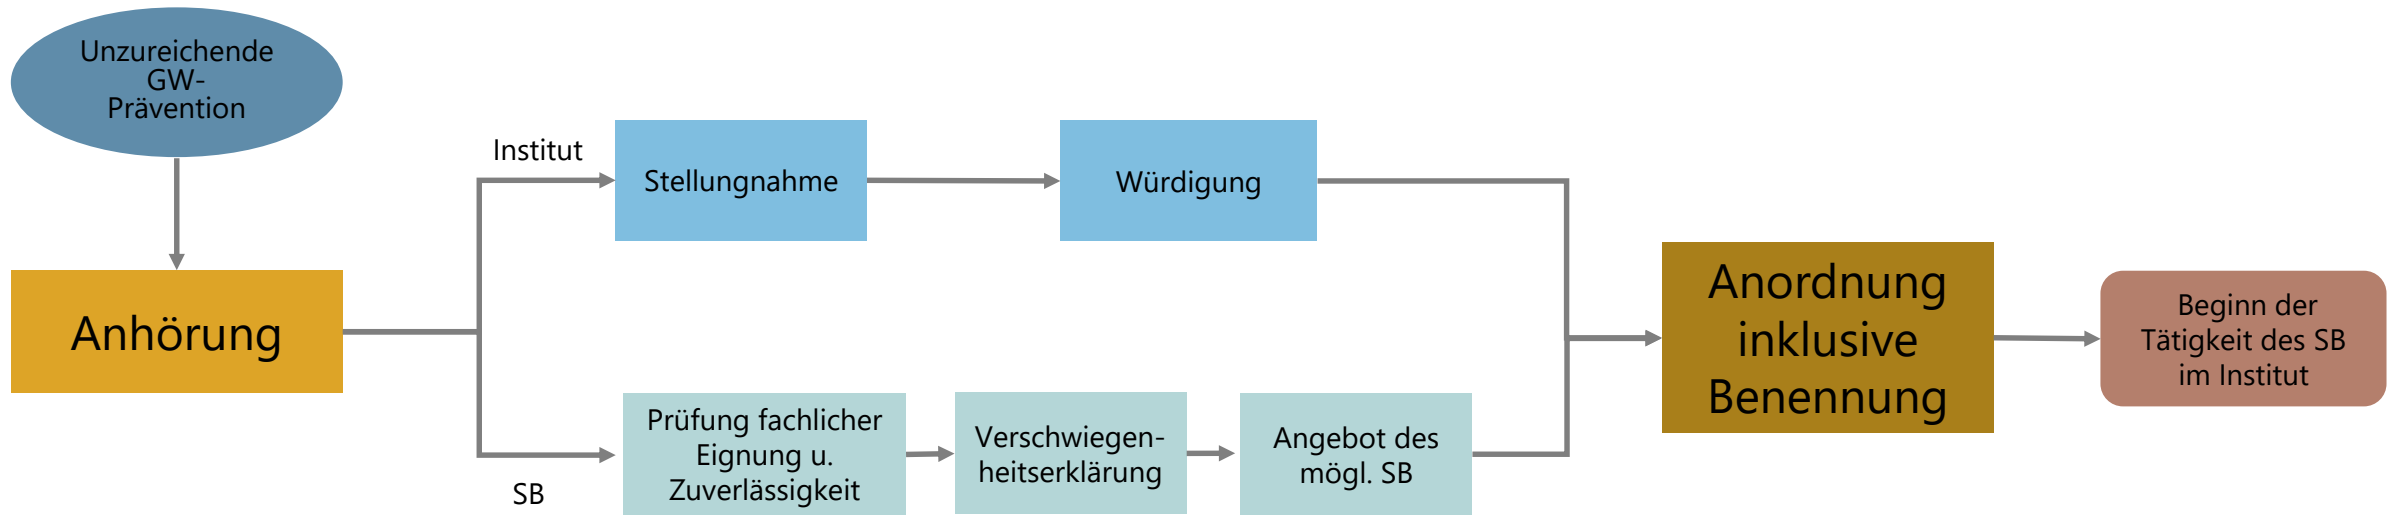 Unzureichende
GW-
Prävention
Anhörung
Institut
Stellungnahme
Würdigung
SB
Prüfung fachlicher
Eignung u.
Zuverlässigkeit
Verschwiegen-
heitserklärung
Angebot des
mögl. SB
Anordnung
inklusive
Benennung
Beginn der
Tätigkeit des SB
im Institut